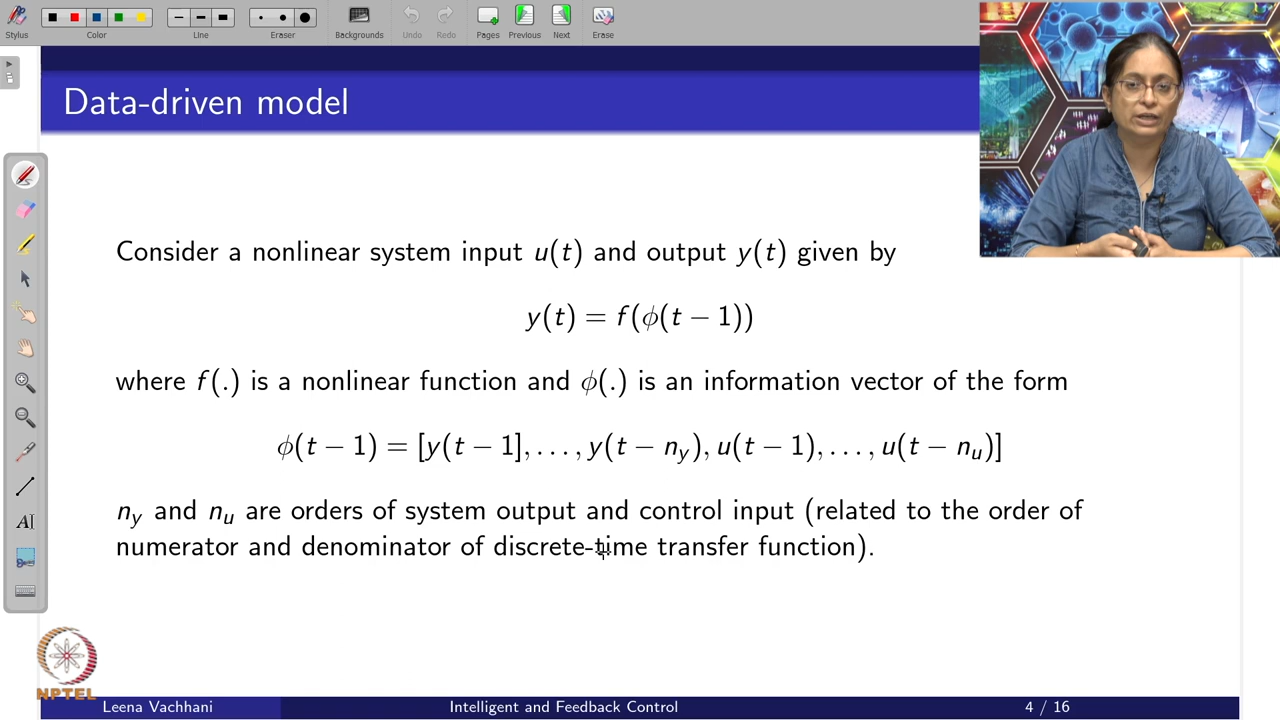 Stylus
Color
Line
Eraser
Backgrounds
Undo
Redo
Pages
Previous
Next
Erase
Data-driven model
Consider a nonlinear system input u(t) and output y(t) given by
y(t) = f(ϕ(t − 1))
where f(.) is a nonlinear function and ϕ(.) is an information vector of the form
ϕ(t − 1) = [y(t − 1], . . . , y(t − n_y), u(t − 1), . . . , u(t − n_u)]
n_y and n_u are orders of system output and control input (related to the order of
numerator and denominator of discrete-time transfer function).
A
NPTEL
Leena Vachhani
Intelligent and Feedback Control
4 / 16